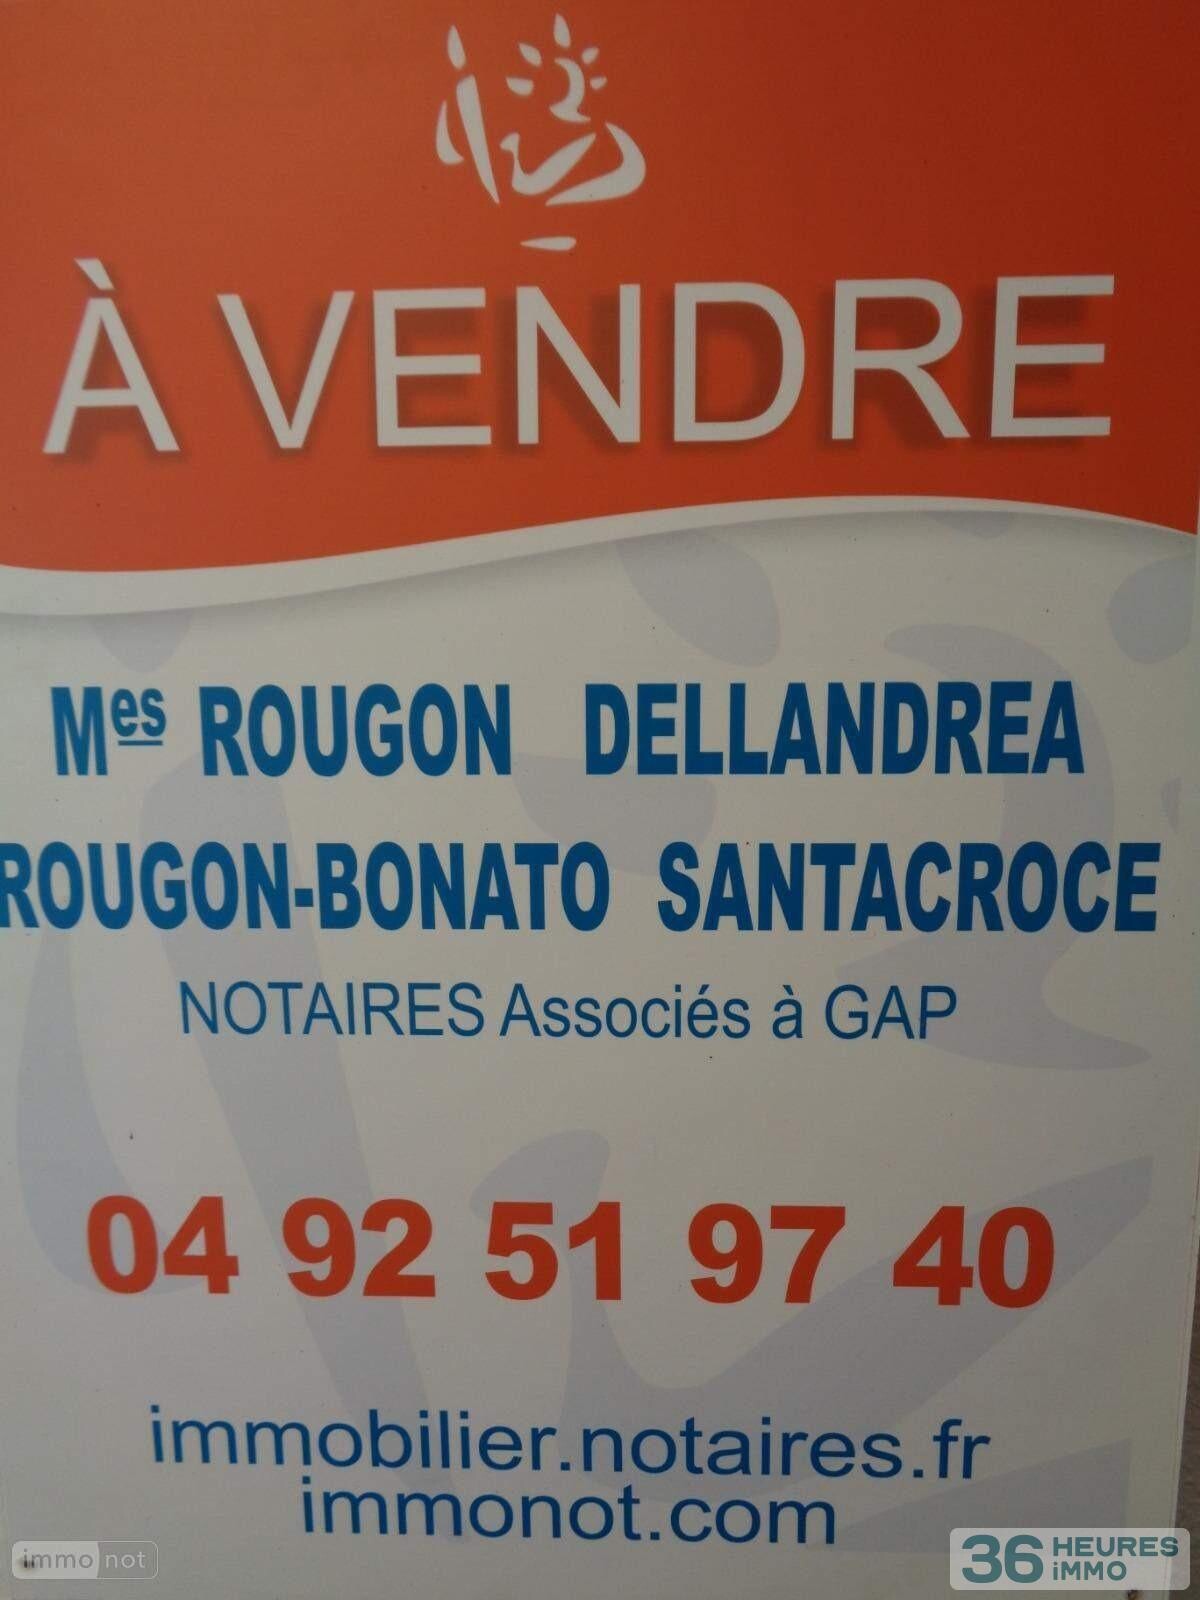 À VENDRE
Mes ROUGON DELLANDREA
ROUGON-BONATO SANTACROCE
NOTAIRES Associés à GAP
04 92 51 97 40
immobilier.notaires.fr
immonot.com
immo not
36 HEURES
iMMO